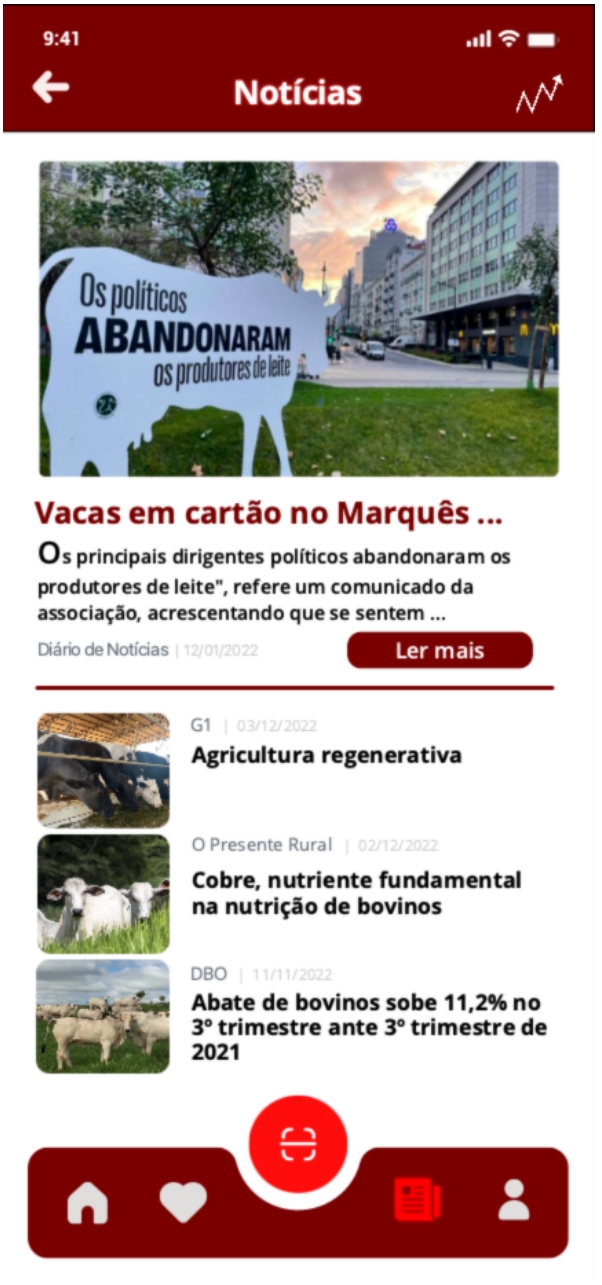 9:41
Notícias
Os políticos
ABANDONARAM
os produtores de leite
Vacas em cartão no Marquês ...
Os principais dirigentes políticos abandonaram os
produtores de leite", refere um comunicado da
associação, acrescentando que se sentem ...
Diário de Notícias | 12/01/2022
Ler mais
G1 | 03/12/2022
Agricultura regenerativa
O Presente Rural | 02/12/2022
Cobre, nutriente fundamental
na nutrição de bovinos
DBO | 11/11/2022
Abate de bovinos sobe 11,2% no
3º trimestre ante 3º trimestre de
2021